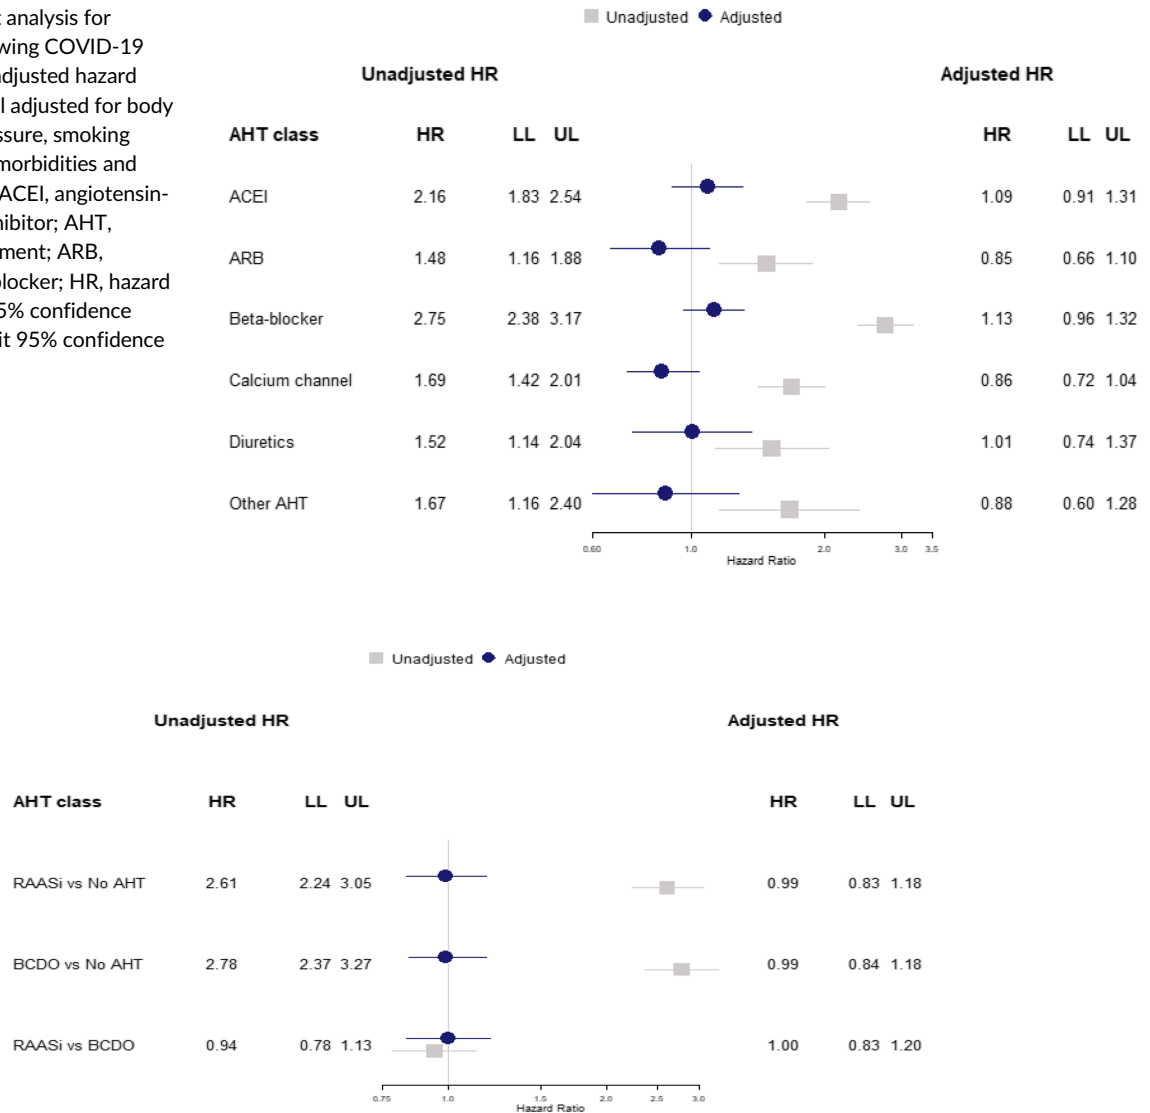 t analysis for
wing COVID-19
djusted hazard
l adjusted for body
ssure, smoking
morbidities and
ACEI, angiotensin-
hibitor; AHT,
ment; ARB,
locker; HR, hazard
5% confidence
it 95% confidence
Unadjusted Adjusted
Unadjusted HR Adjusted HR
AHT class HR LL UL HR LL UL
ACEI 2.16 1.83 2.54 1.09 0.91 1.31
ARB 1.48 1.16 1.88 0.85 0.66 1.10
Beta-blocker 2.75 2.38 3.17 1.13 0.96 1.32
Calcium channel 1.69 1.42 2.01 0.86 0.72 1.04
Diuretics 1.52 1.14 2.04 1.01 0.74 1.37
Other AHT 1.67 1.16 2.40 0.88 0.60 1.28
0.60 1.0 2.0 3.0 3.5
Hazard Ratio
Unadjusted Adjusted
Unadjusted HR Adjusted HR
AHT class HR LL UL HR LL UL
RAASi vs No AHT 2.61 2.24 3.05 0.99 0.83 1.18
BCDO vs No AHT 2.78 2.37 3.27 0.99 0.84 1.18
RAASi vs BCDO 0.94 0.78 1.13 1.00 0.83 1.20
0.75 1.0 1.5 2.0 2.5 3.0
Hazard Ratio